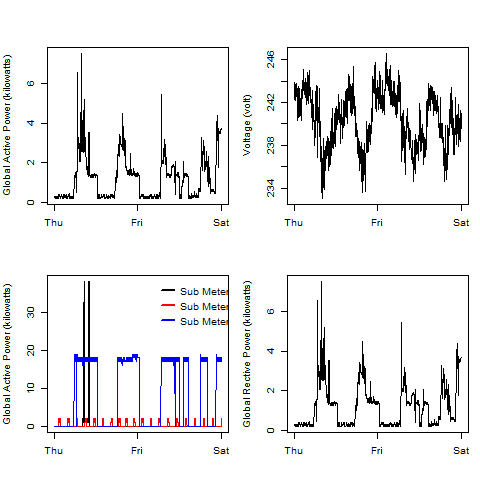 Global Active Power (kilowatts)
0 2 4 6
Thu Fri Sat
Voltage (volt)
234 238 242 246
Thu Fri Sat
Global Active Power (kilowatts)
0 10 20 30
Sub Meter
Sub Meter
Sub Meter
Thu Fri Sat
Global Rective Power (kilowatts)
0 2 4 6
Thu Fri Sat